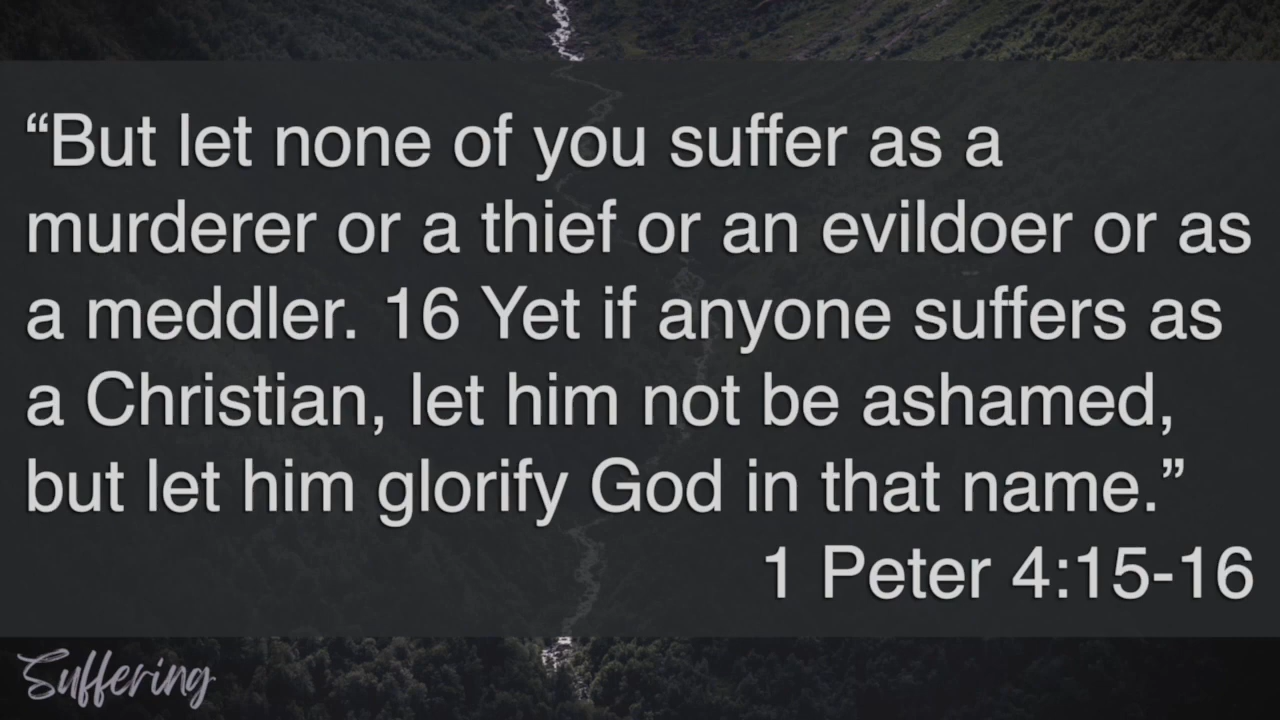 “But let none of you suffer as a
murderer or a thief or an evildoer or as
a meddler. 16 Yet if anyone suffers as
a Christian, let him not be ashamed,
but let him glorify God in that name.”
1 Peter 4:15-16
Suffering